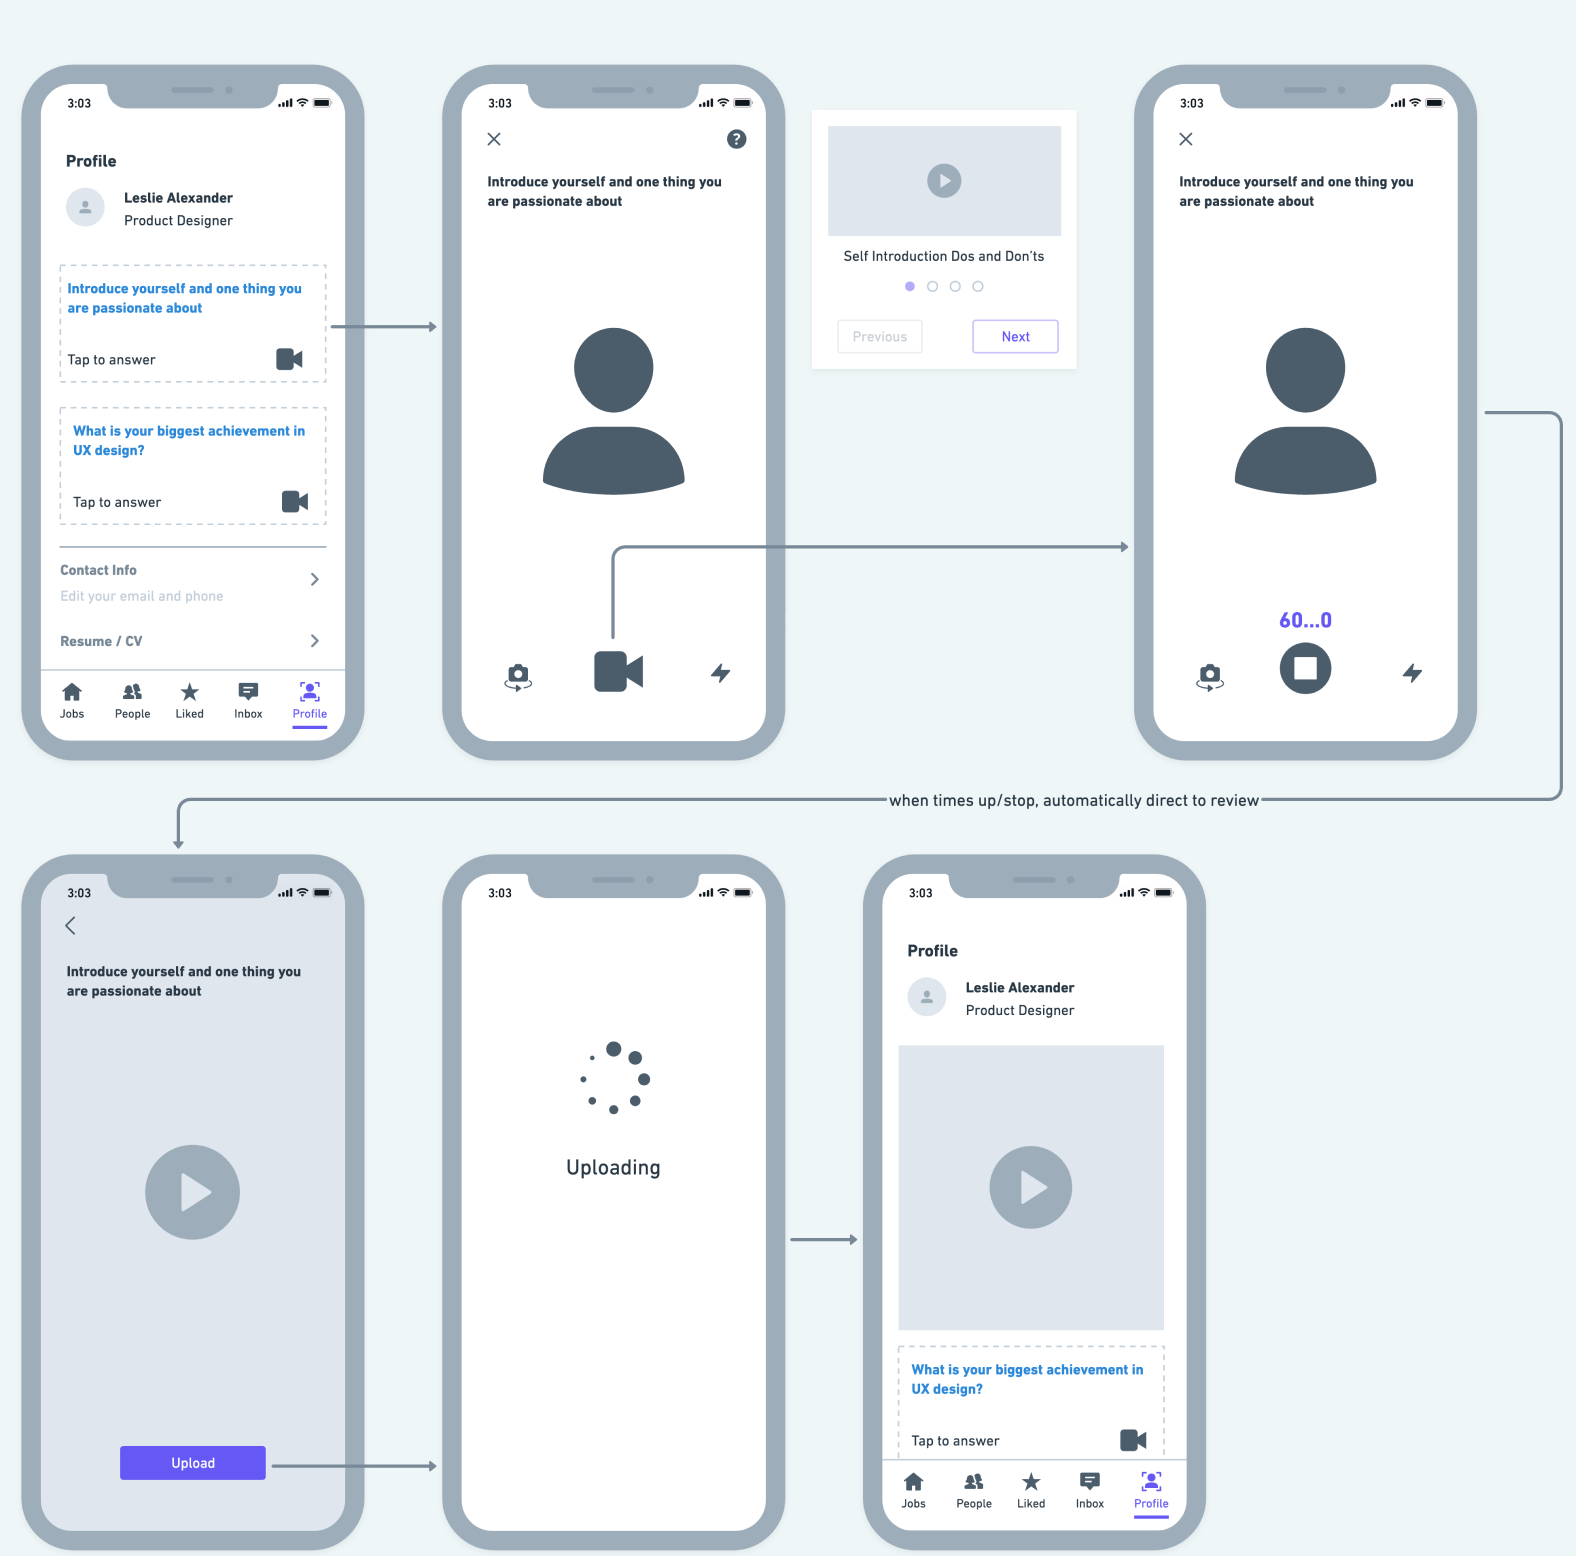 3:03
Profile
Leslie Alexander
Product Designer
Introduce yourself and one thing you
are passionate about
Tap to answer
What is your biggest achievement in
UX design?
Tap to answer
Contact Info
Edit your email and phone
Resume / CV
Jobs
People
Liked
Inbox
Profile
3:03
?
Introduce yourself and one thing you
are passionate about
Self Introduction Dos and Don'ts
Previous
Next
3:03
Introduce yourself and one thing you
are passionate about
60...0
when times up/stop, automatically direct to review
3:03
Introduce yourself and one thing you
are passionate about
Upload
3:03
Uploading
3:03
Profile
Leslie Alexander
Product Designer
What is your biggest achievement in
UX design?
Tap to answer
Jobs
People
Liked
Inbox
Profile